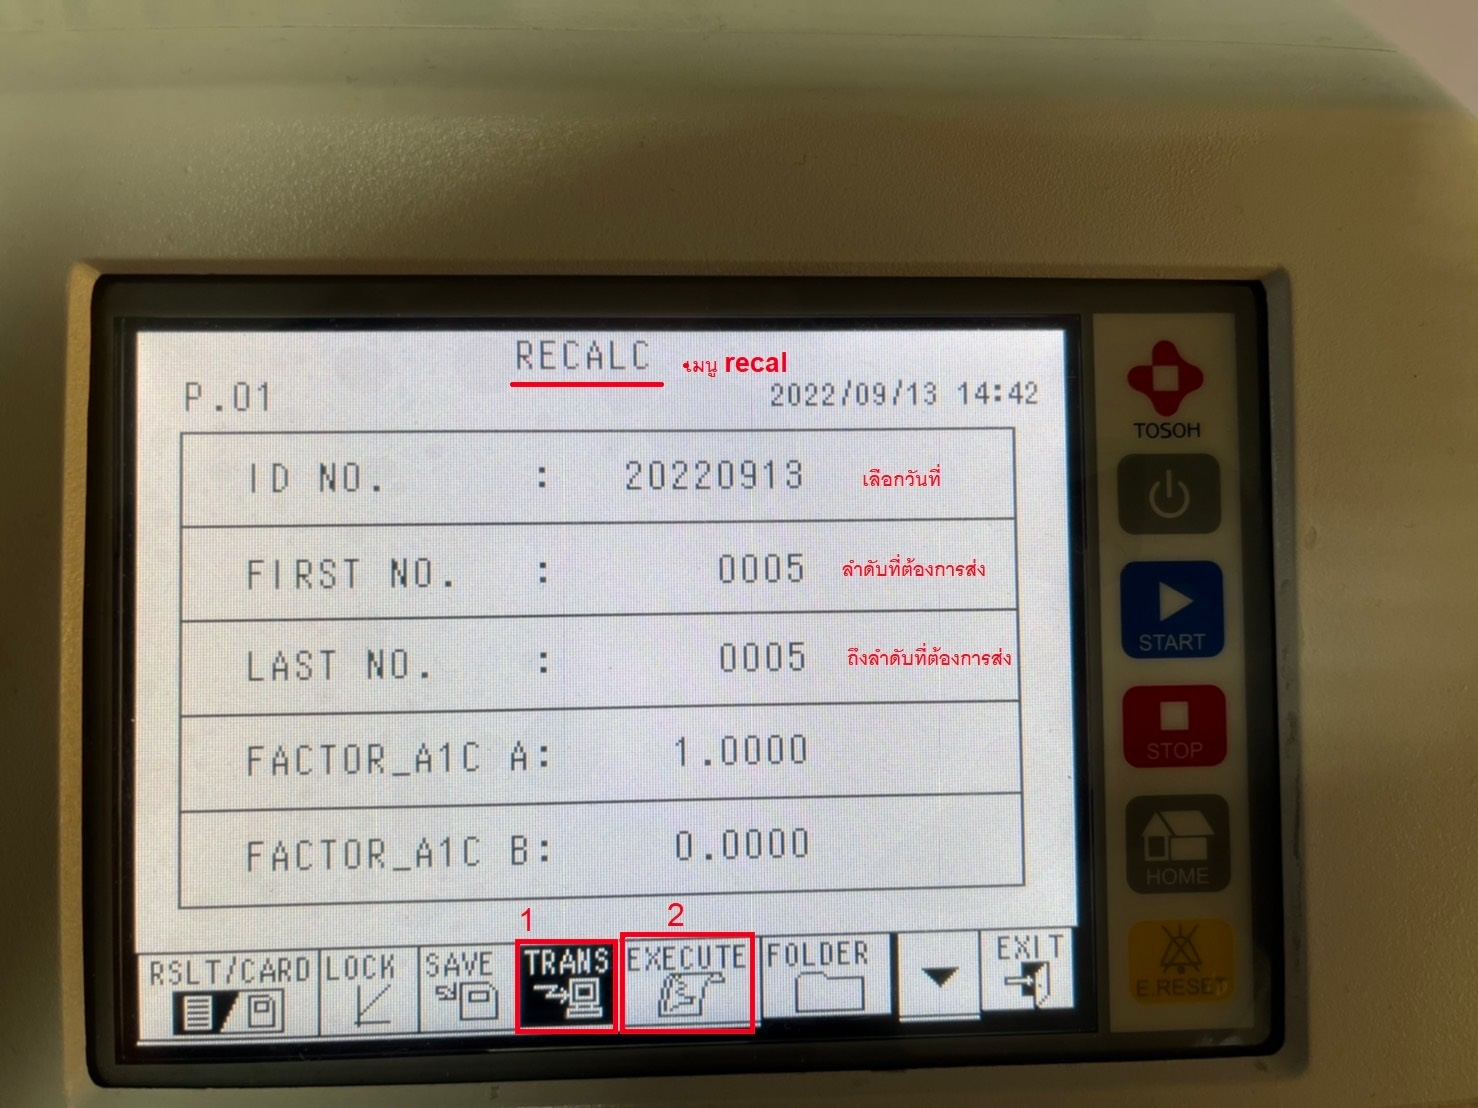 RECALC เมนู recal
P.01 2022/09/13 14:42
ID NO. : 20220913 เลือกวันที่
FIRST NO. : 0005 ลำดับที่ต้องการส่ง
LAST NO. : 0005 ถึงลำดับที่ต้องการส่ง
FACTOR_A1C A: 1.0000
FACTOR_A1C B: 0.0000
1 2
RSLT/CARD LOCK SAVE TRANS EXECUTE FOLDER EXIT
TOSOH
START
STOP
HOME
E.RESET